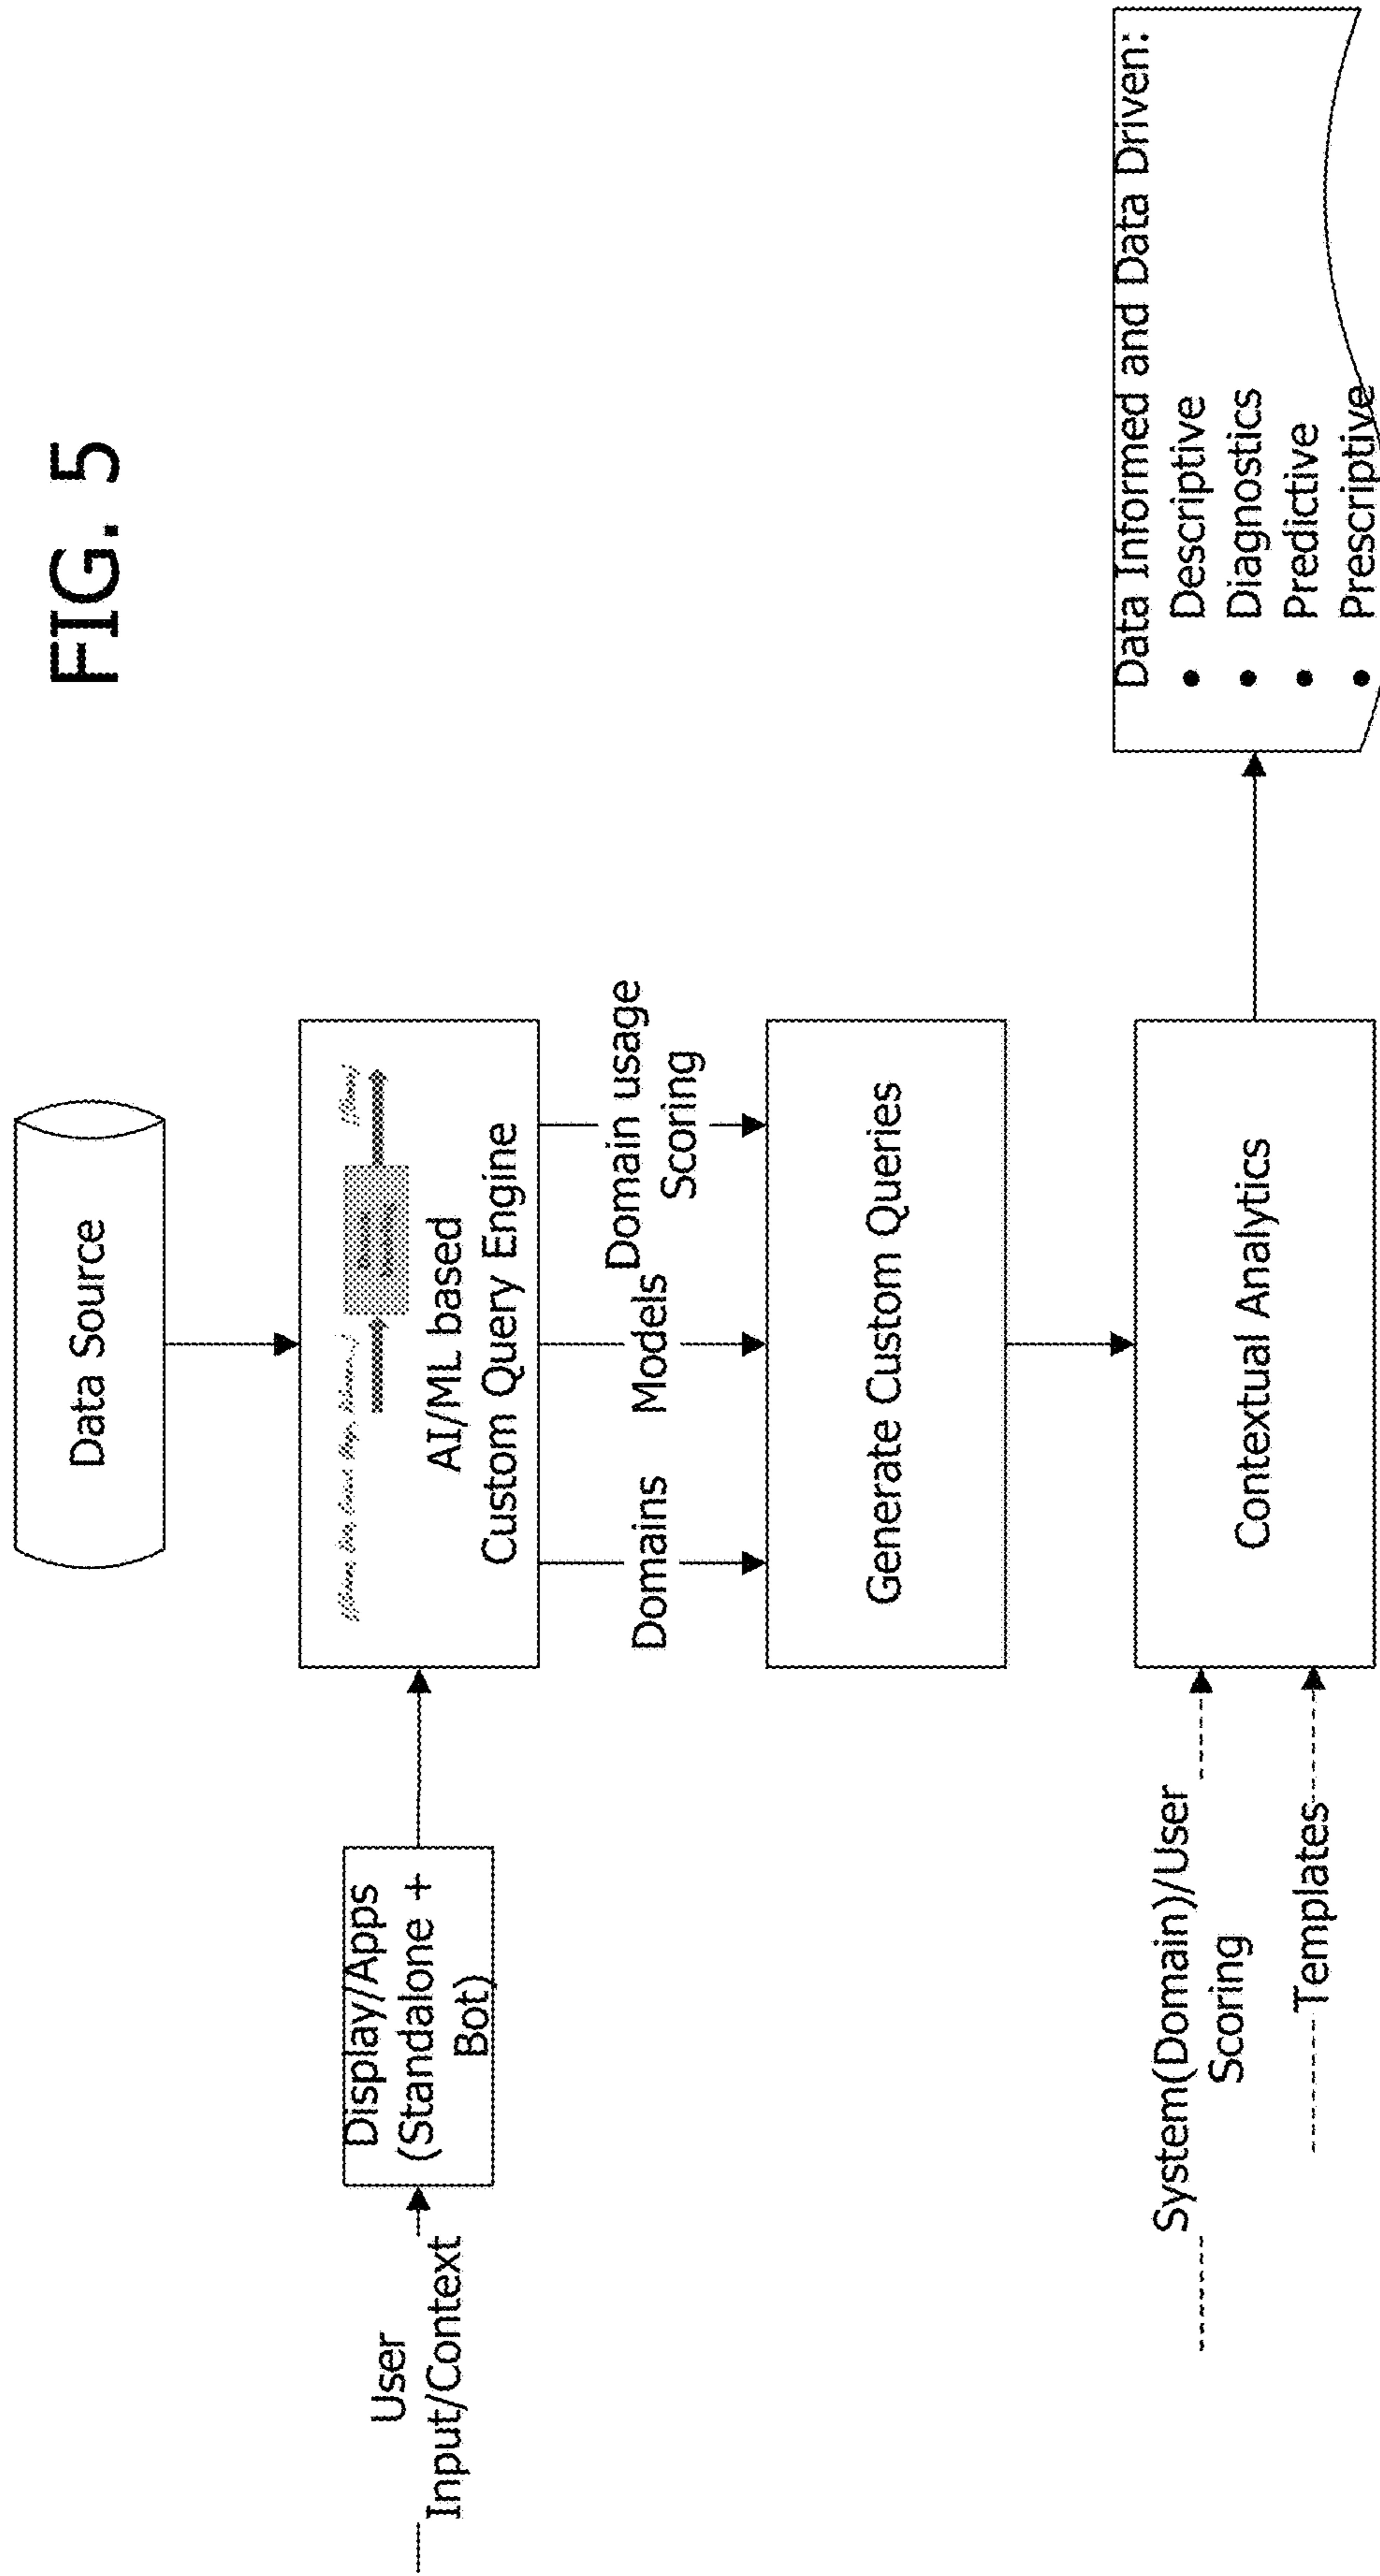 FIG. 5
Data Source
User
Input/Context
Display/Apps
(Standalone +
Bot)
AI/ML based
Custom Query Engine
Domains
Models
Domain usage
Scoring
Generate Custom Queries
System(Domain)/User
Scoring
Templates
Contextual Analytics
Data Informed and Data Driven:
• Descriptive
• Diagnostics
• Predictive
• Prescriptive